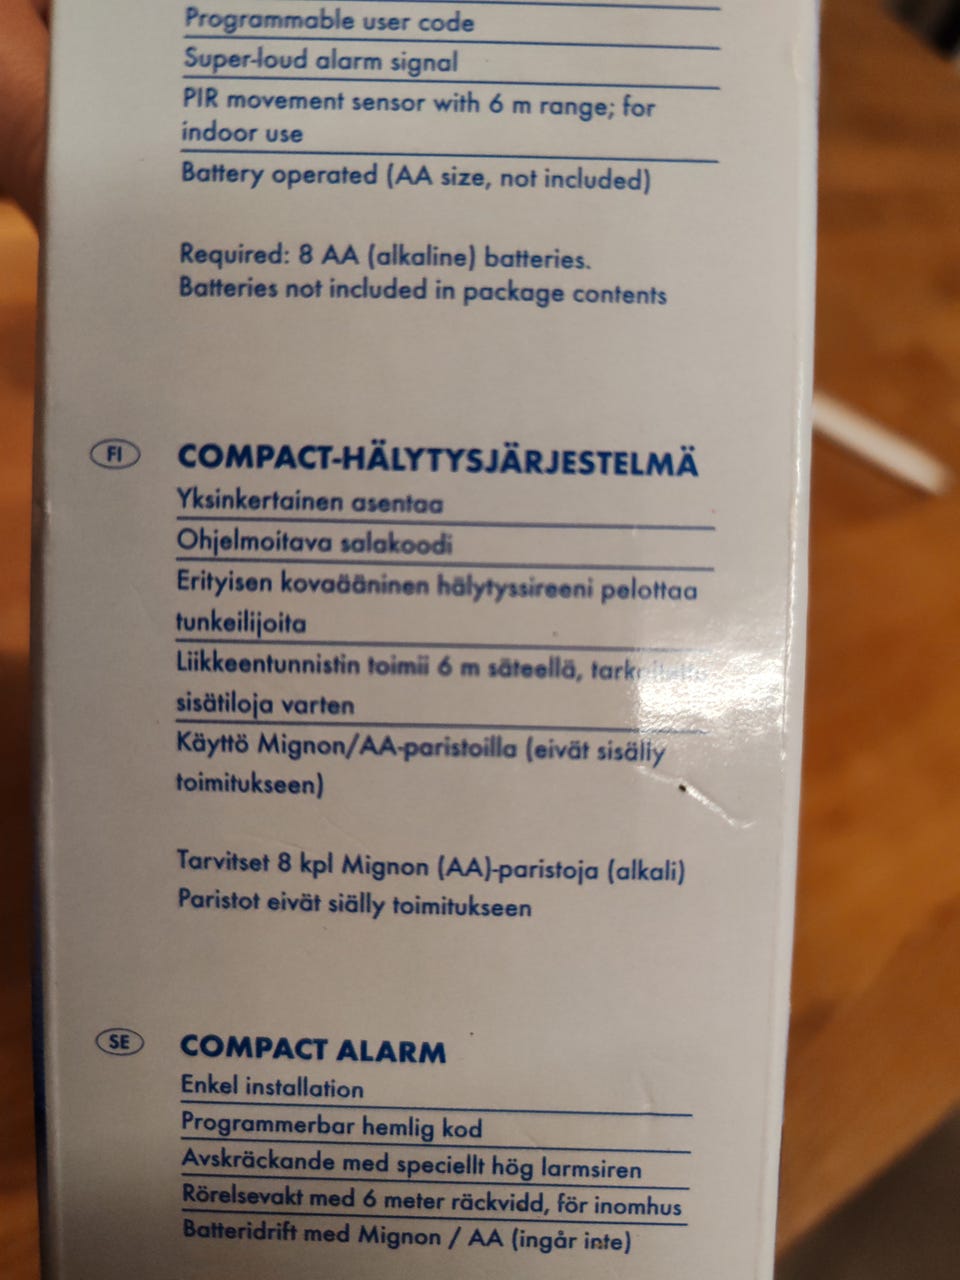 Programmable user code
Super-loud alarm signal
PIR movement sensor with 6 m range; for
indoor use
Battery operated (AA size, not included)
Required: 8 AA (alkaline) batteries.
Batteries not included in package contents
FI
COMPACT-HÄLYTYSJÄRJESTELMÄ
Yksinkertainen asentaa
Ohjelmoitava salakoodi
Erityisen kovaääninen hälytyssireeni pelottaa
tunkeilijoita
Liikkeentunnistin toimii 6 m säteellä,
sisätiloja varten
Käyttö Mignon/AA-paristoilla (eivät sisälly
toimitukseen)
Tarvitset 8 kpl Mignon (AA)-paristoja (alkali)
Paristot eivät siälly toimitukseen
SE
COMPACT ALARM
Enkel installation
Programmerbar hemlig kod
Avskräckande med speciellt hög larmsiren
Rörelsevakt med 6 meter räckvidd, för inomhus
Batteridrift med Mignon / AA (ingår inte)